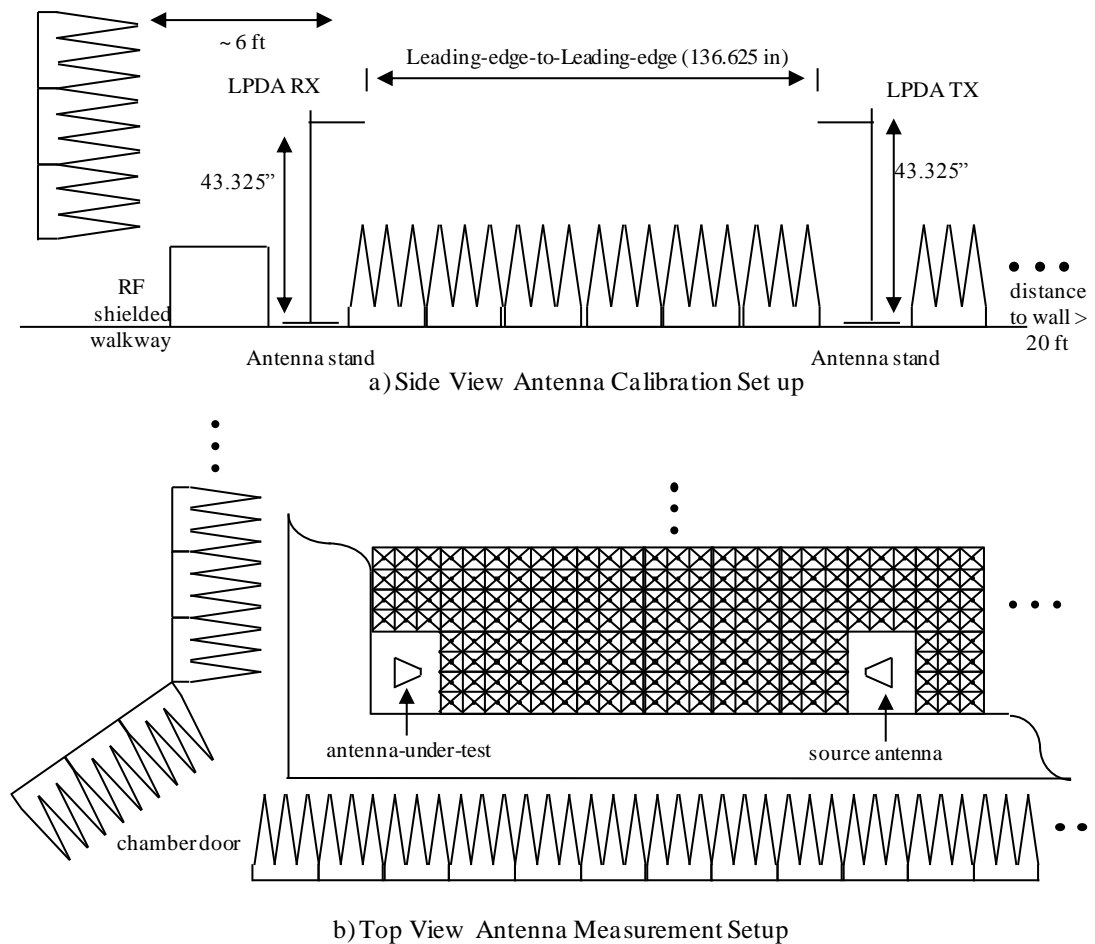 ~ 6 ft
Leading-edge-to-Leading-edge (136.625 in)
LPDA RX
LPDA TX
43.325”
43.325”
RF
shielded
walkway
distance
to wall >
20 ft
Antenna stand
Antenna stand
a) Side View Antenna Calibration Set up
antenna-under-test
source antenna
chamber door
b) Top View Antenna Measurement Setup